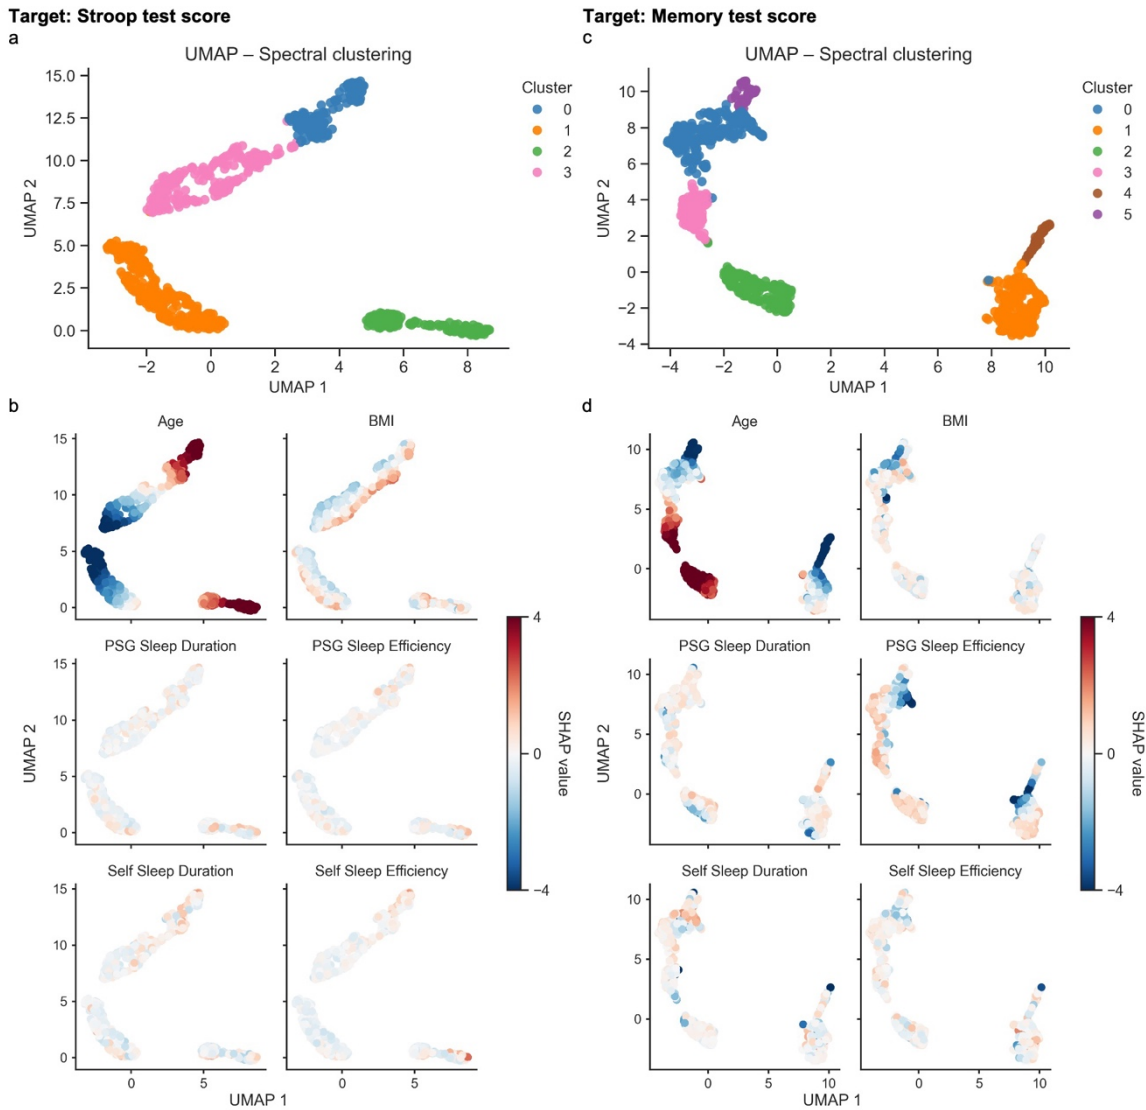 Target: Stroop test score
a
UMAP – Spectral clustering
15.0
12.5
10.0
7.5
5.0
2.5
0.0
UMAP 2
−2
0
2
4
6
8
UMAP 1
Cluster
0
1
2
3
Target: Memory test score
c
UMAP – Spectral clustering
10
8
6
4
2
0
−2
−4
UMAP 2
−4
−2
0
2
4
6
8
10
UMAP 1
Cluster
0
1
2
3
4
5
b
Age
BMI
15
10
5
0
PSG Sleep Duration
PSG Sleep Efficiency
15
10
5
0
UMAP 2
Self Sleep Duration
Self Sleep Efficiency
15
10
5
0
0
5
0
5
UMAP 1
4
0
−4
SHAP value
d
Age
BMI
10
5
0
PSG Sleep Duration
PSG Sleep Efficiency
10
5
0
UMAP 2
Self Sleep Duration
Self Sleep Efficiency
10
5
0
0
5
10
0
5
10
UMAP 1
4
0
−4
SHAP value